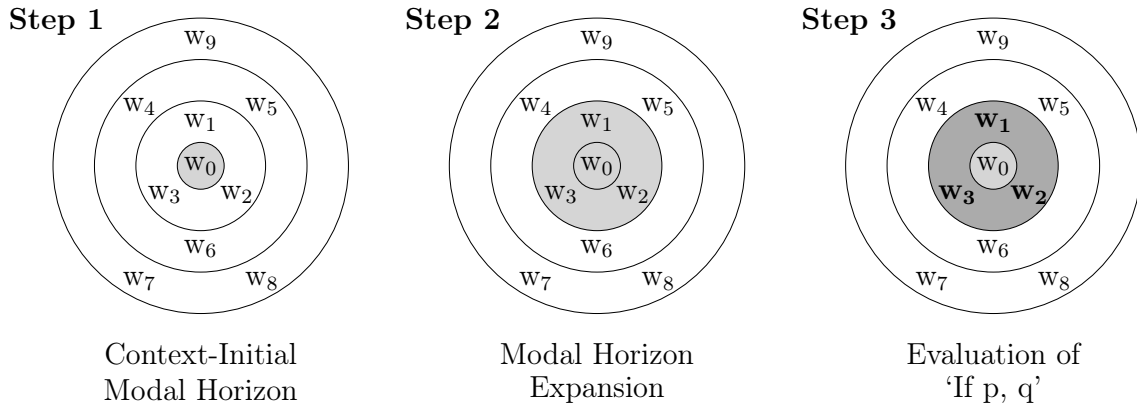 Step 1
w9
w4
w5
w1
w0
w3
w2
w6
w7
w8
Context-Initial
Modal Horizon
Step 2
w9
w4
w5
w1
w0
w3
w2
w6
w7
w8
Modal Horizon
Expansion
Step 3
w9
w4
w5
w1
w0
w3
w2
w6
w7
w8
Evaluation of
‘If p, q’